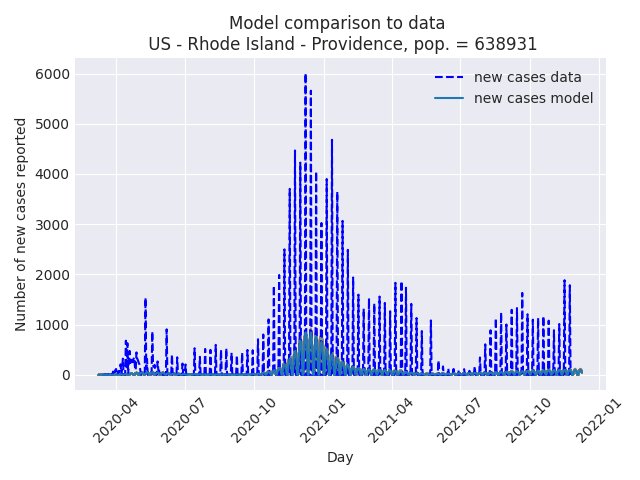 Model comparison to data
US - Rhode Island - Providence, pop. = 638931
new cases data
new cases model
Number of new cases reported
6000
5000
4000
3000
2000
1000
0
2020-04
2020-07
2020-10
2021-01
2021-04
2021-07
2021-10
2022-01
Day